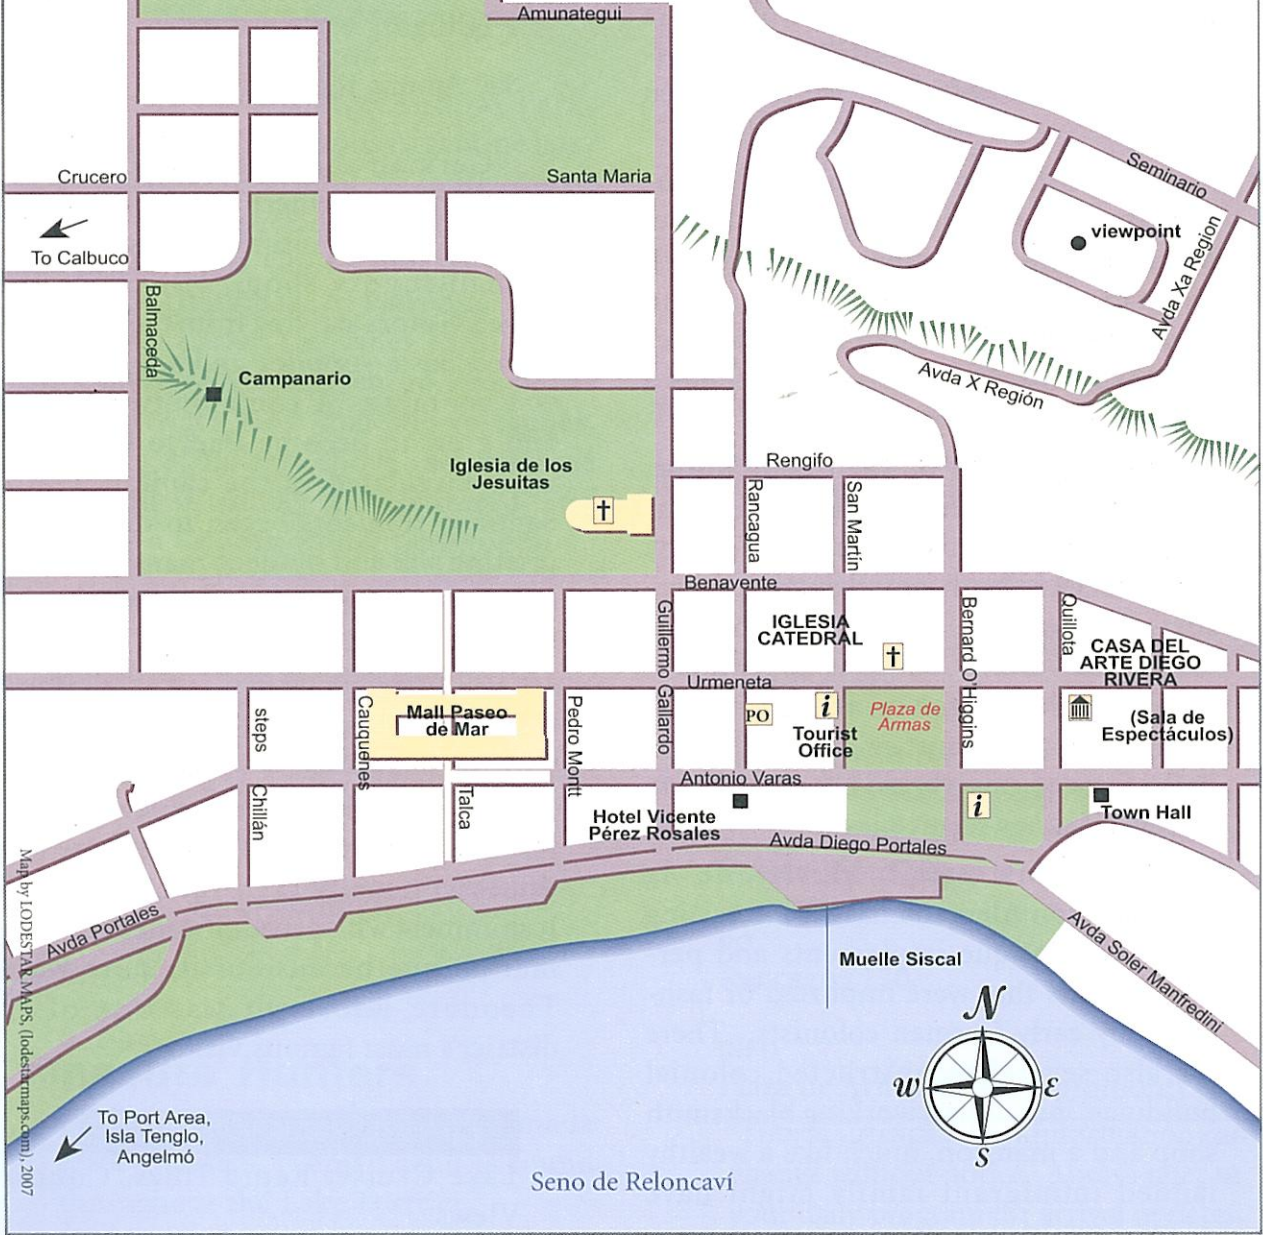 Amunategui
Crucero
Santa Maria
Seminario
To Calbuco
viewpoint
Avda Xa Region
Balmaceda
Campanario
Avda X Región
Iglesia de los
Jesuitas
Rengifo
Rancagua
San Martín
Benavente
Guillermo Gallardo
IGLESIA
CATEDRAL
Bernard O'Higgins
Quillota
CASA DEL
ARTE DIEGO
RIVERA
(Sala de
Espectáculos)
Urmeneta
steps
Cauquenes
Mall Paseo
de Mar
Pedro Montt
PO
i
Tourist
Office
Plaza de
Armas
Antonio Varas
Chillán
Talca
Hotel Vicente
Pérez Rosales
i
Town Hall
Avda Diego Portales
Avda Portales
Avda Soler Manfredini
Muelle Siscal
N
W
E
S
To Port Area,
Isla Tenglo,
Angelmó
Seno de Reloncaví
Map by LODESTAR MAPS, (lodestarmaps.com), 2007